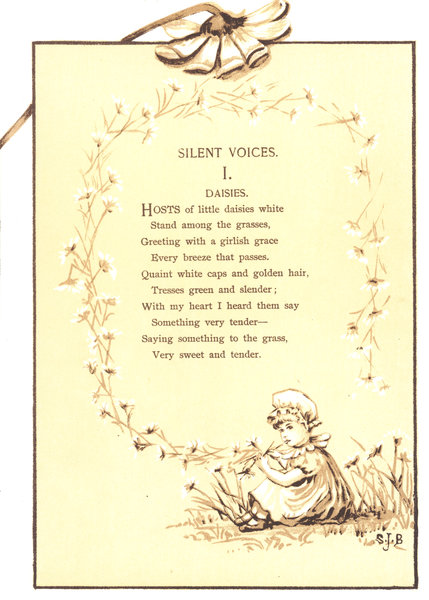 SILENT VOICES.
I.
DAISIES.
HOSTS of little daisies white
Stand among the grasses,
Greeting with a girlish grace
Every breeze that passes.
Quaint white caps and golden hair,
Tresses green and slender;
With my heart I heard them say
Something very tender—
Saying something to the grass,
Very sweet and tender.
S.J.B